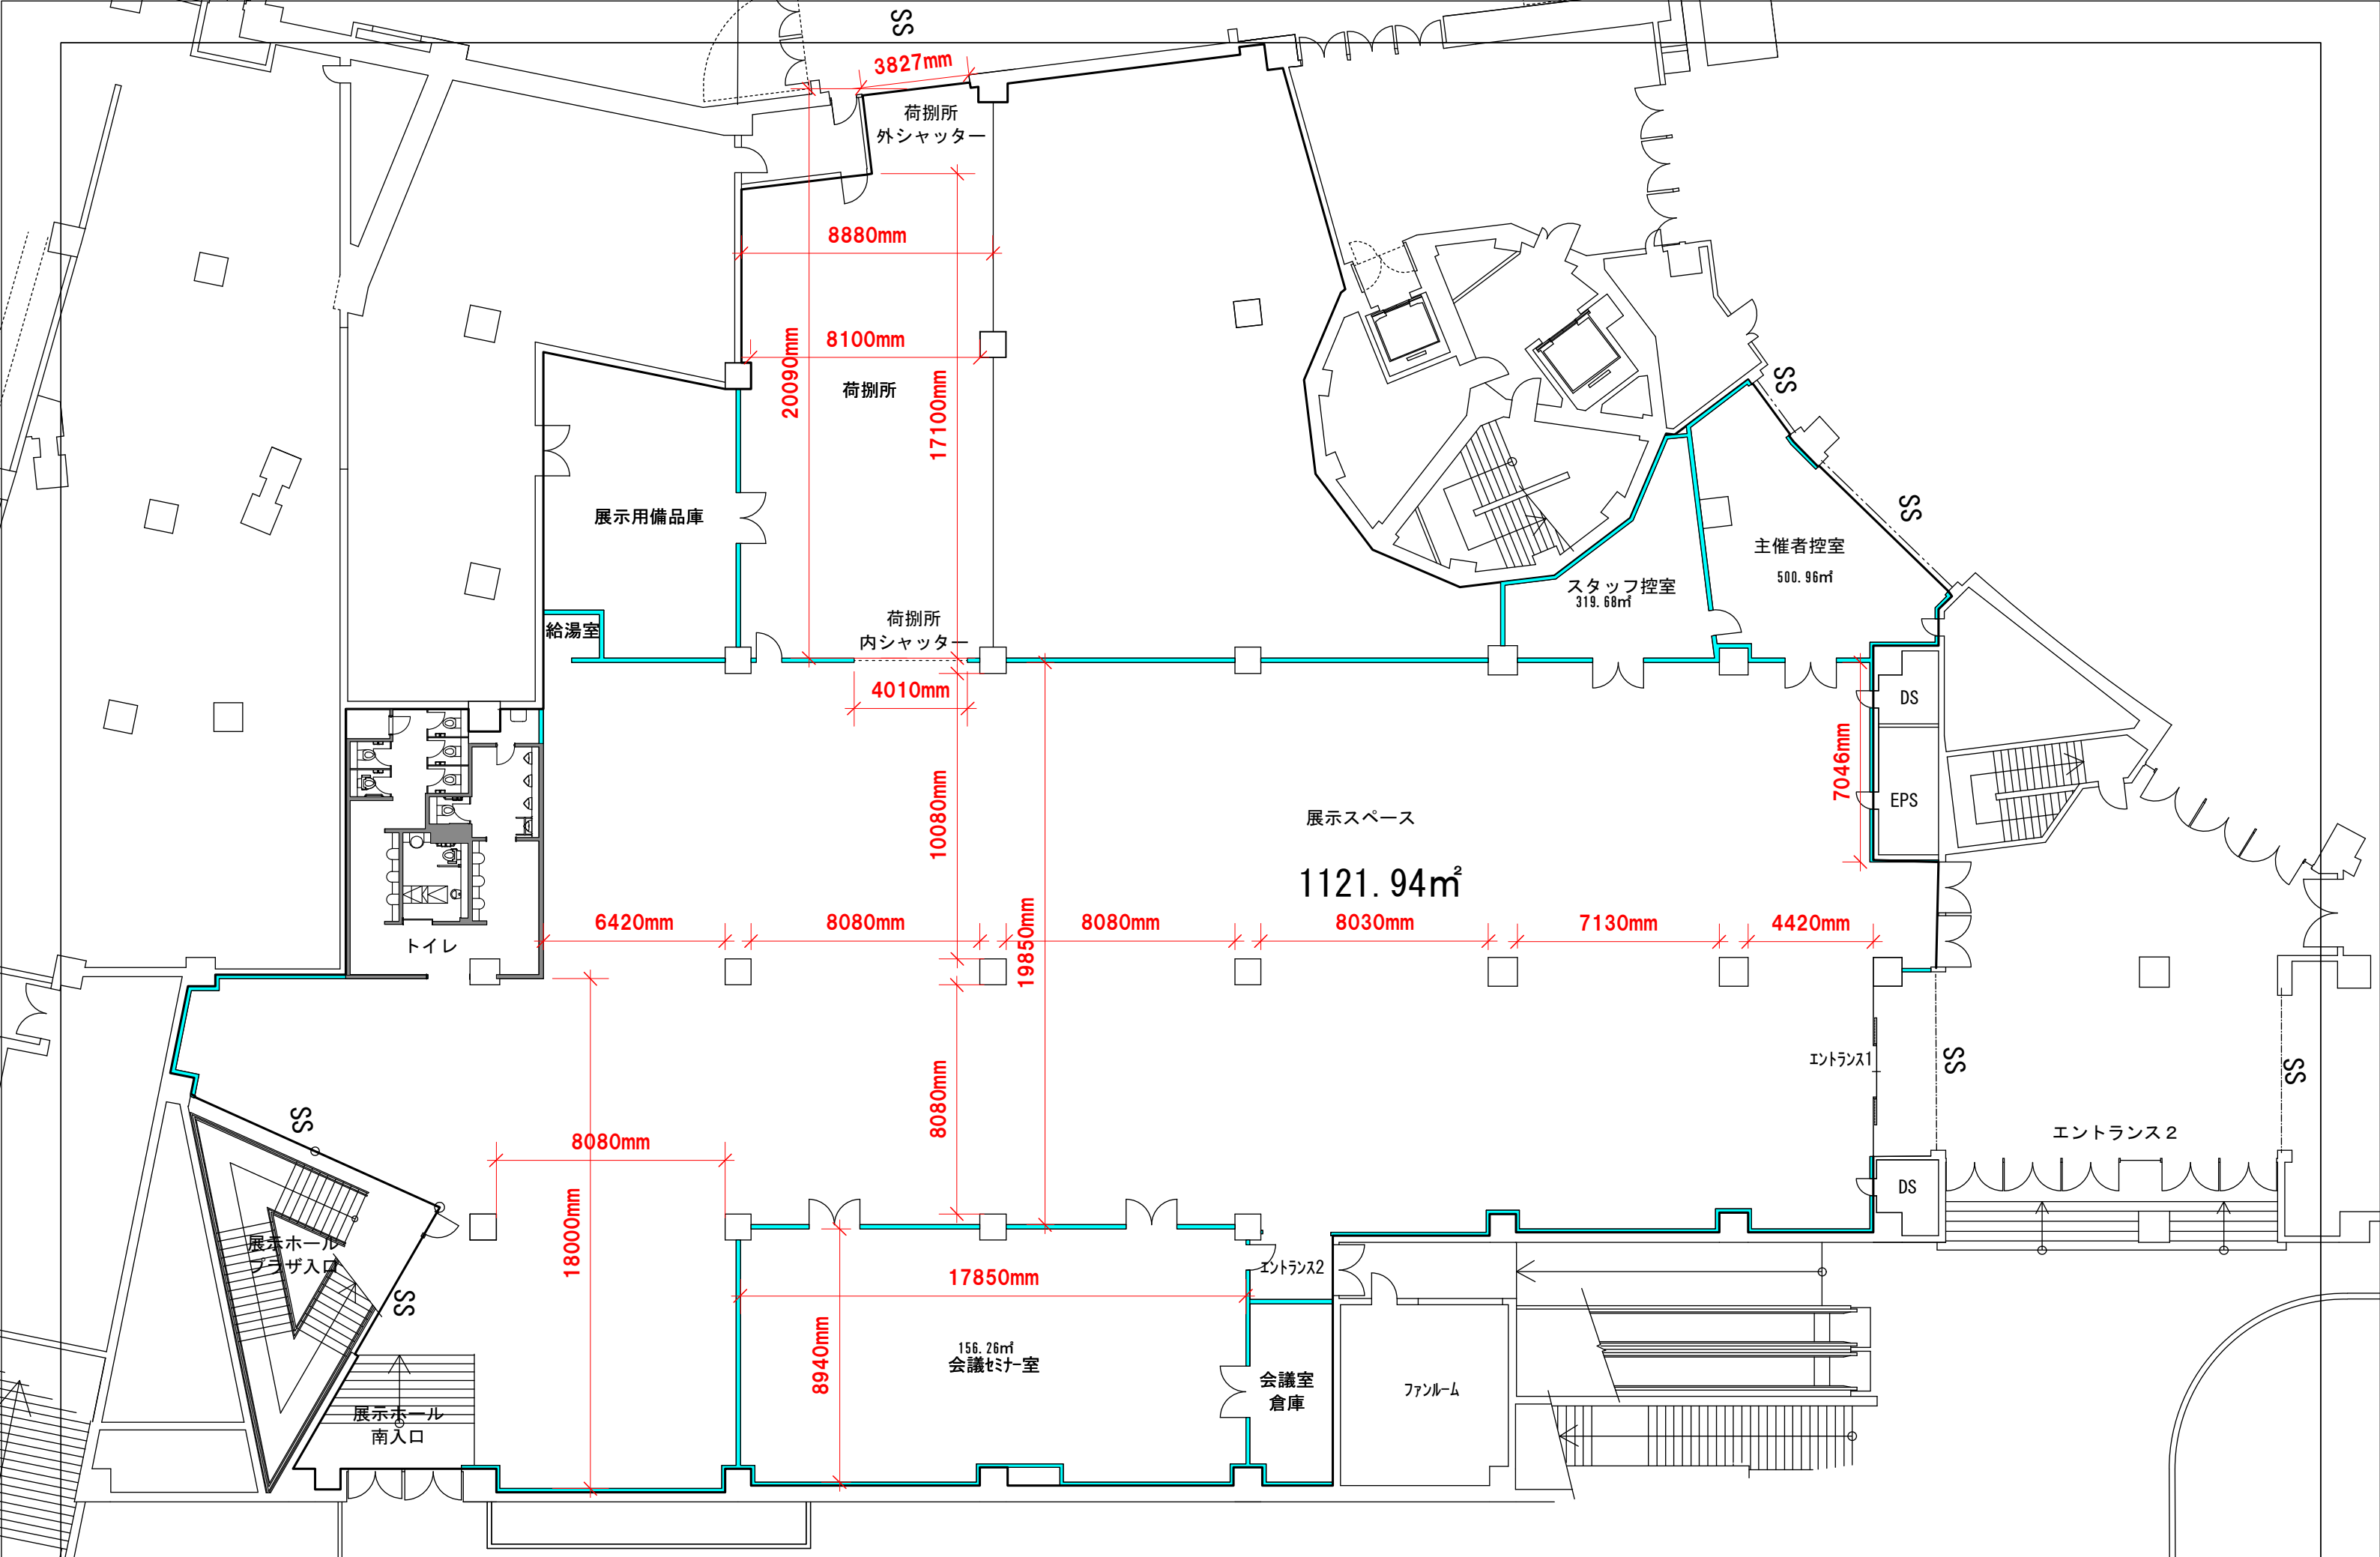 SS
3827mm
荷捌所
外シャッター
8880mm
8100mm
20090mm
17100mm
荷捌所
SS
SS
展示用備品庫
主催者控室
500.96㎡
スタッフ控室
319.68㎡
給湯室
荷捌所
内シャッター
4010mm
DS
7046mm
EPS
10080mm
展示スペース
1121.94㎡
19850mm
6420mm
8080mm
8080mm
8030mm
7130mm
4420mm
トイレ
エントランス1
SS
SS
8080mm
SS
8080mm
エントランス2
18000mm
DS
展示ホール
プラザ入口
エントランス2
17850mm
SS
8940mm
156.26㎡
会議セミナー室
会議室
倉庫
ファンルーム
展示ホール
南入口